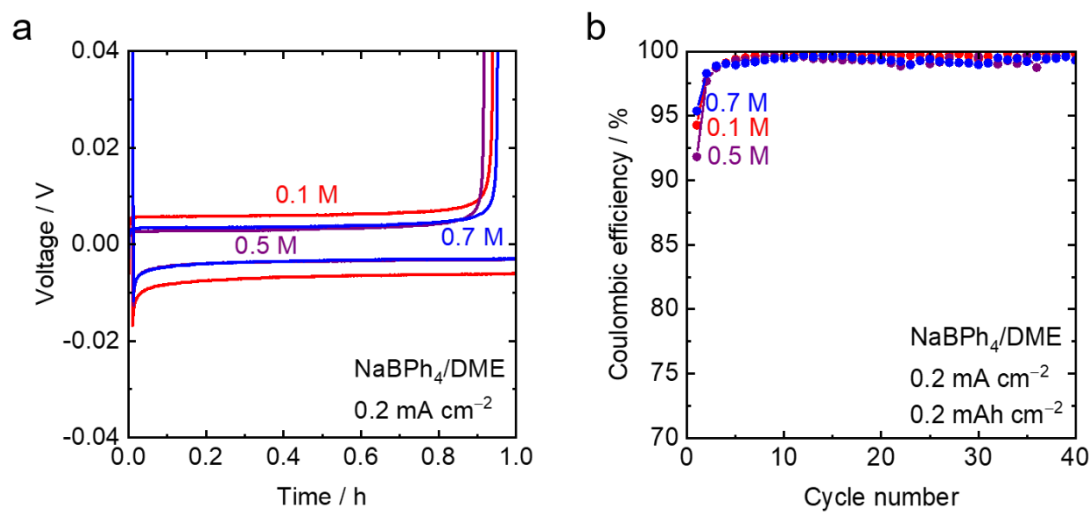 a
0.04
0.02
0.00
-0.02
-0.04
Voltage / V
0.1 M
0.5 M
0.7 M
NaBPh₄/DME
0.2 mA cm⁻²
0.0 0.2 0.4 0.6 0.8 1.0
Time / h
b
100
95
90
85
80
75
70
Coulombic efficiency / %
0.7 M
0.1 M
0.5 M
NaBPh₄/DME
0.2 mA cm⁻²
0.2 mAh cm⁻²
0 10 20 30 40
Cycle number